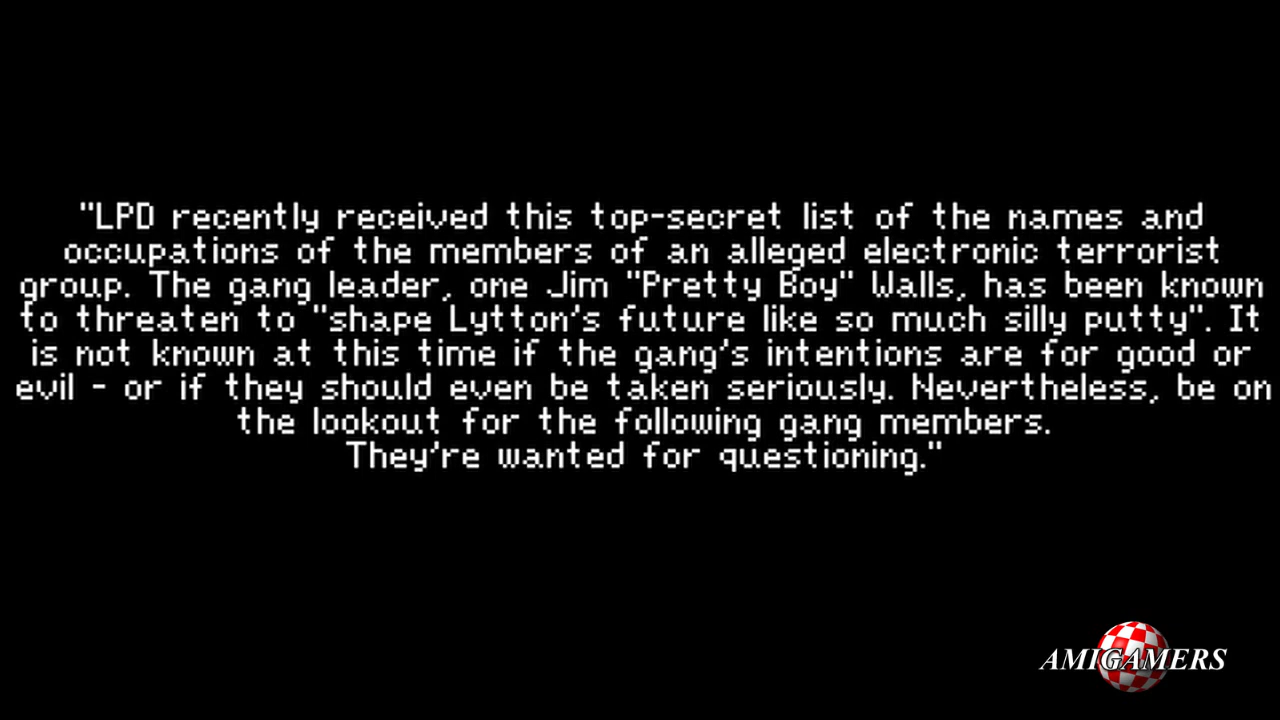 "LPD recently received this top-secret list of the names and
occupations of the members of an alleged electronic terrorist
group. The gang leader, one Jim "Pretty Boy" Walls, has been known
to threaten to "shape Lytton's future like so much silly putty". It
is not known at this time if the gang's intentions are for good or
evil - or if they should even be taken seriously. Nevertheless, be on
the lookout for the following gang members.
They're wanted for questioning."
AMIGAMERS